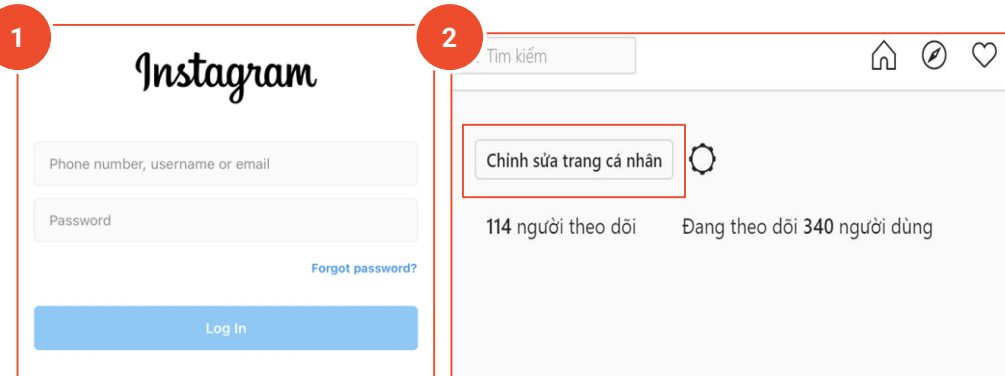 1
Instagram
Phone number, username or email
Password
Forgot password?
Log In
2
Tìm kiếm
Chỉnh sửa trang cá nhân
114 người theo dõi
Đang theo dõi 340 người dùng